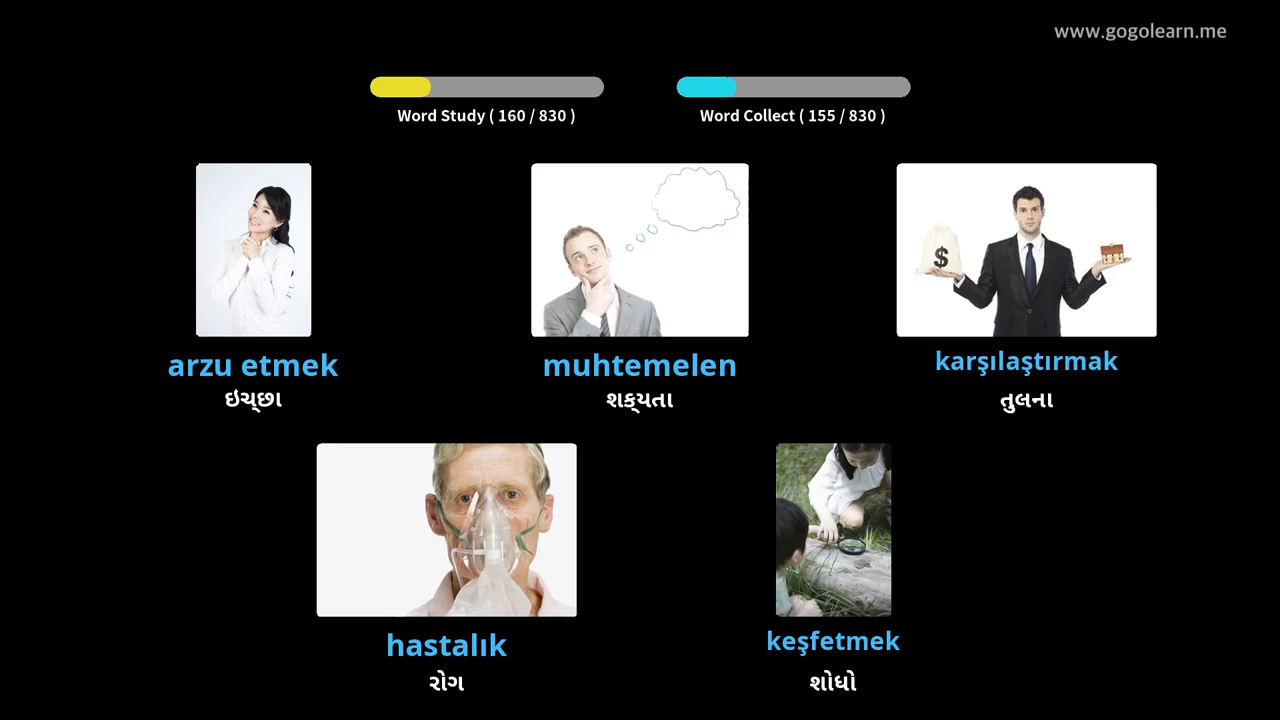 www.gogolearn.me
Word Study ( 160 / 830 )
Word Collect ( 155 / 830 )
arzu etmek
ઇચ્છા
muhtemelen
શક્યતા
karşılaştırmak
તુલના
$
hastalık
રોગ
keşfetmek
શોધો